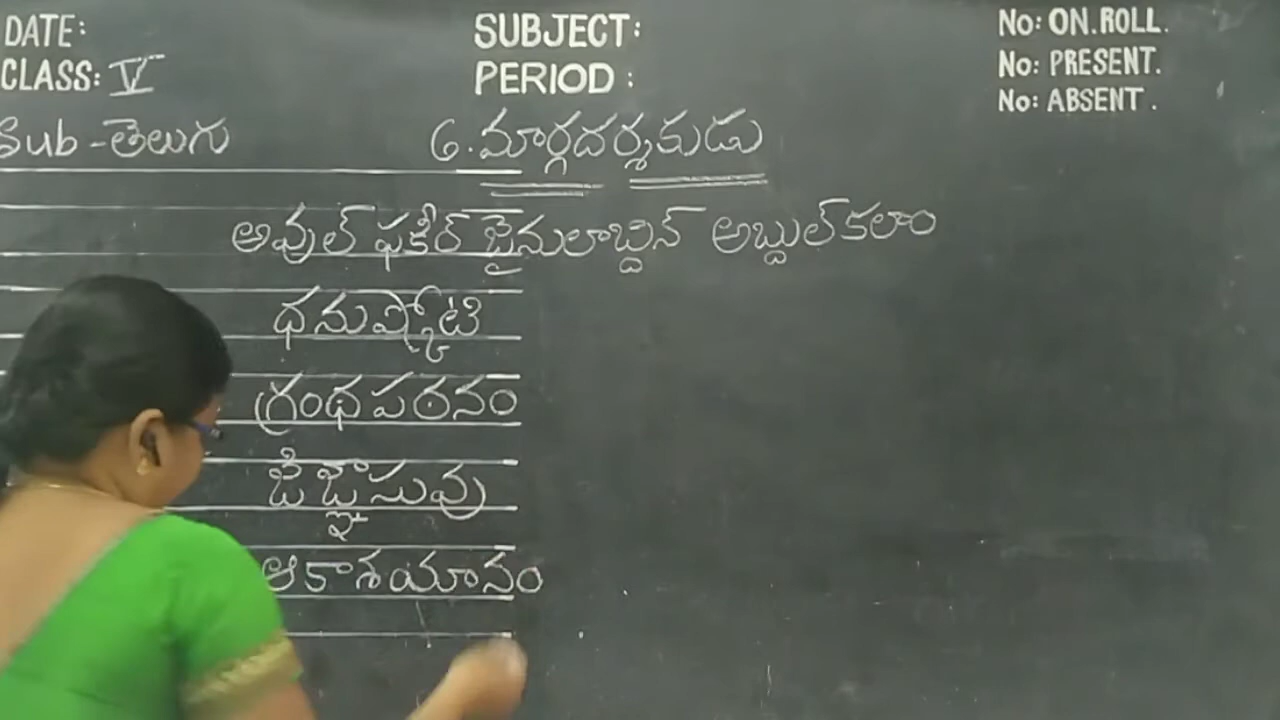 DATE: SUBJECT: No: ON.ROLL.
CLASS: V PERIOD: No: PRESENT.
No: ABSENT.
Sub-తెలుగు 6.మార్గదర్శకుడు
అవుల్ ఫకీర్ జైనులాబ్దిన్ అబ్దుల్ కలాం
ధనుష్కోటి
గ్రంథపఠనం
జిజ్ఞాసువు
ఆకాశయానం